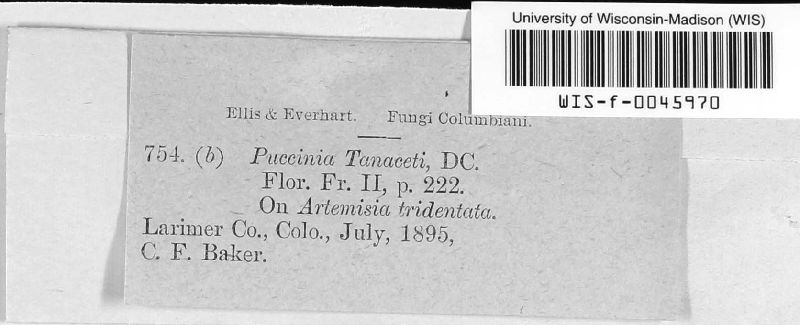 University of Wisconsin-Madison (WIS)
WIS-f-0045970
Ellis & Everhart. Fungi Columbiani.
754. (b) Puccinia Tanaceti, DC.
Flor. Fr. II, p. 222.
On Artemisia tridentata.
Larimer Co., Colo., July, 1895,
C. F. Baker.